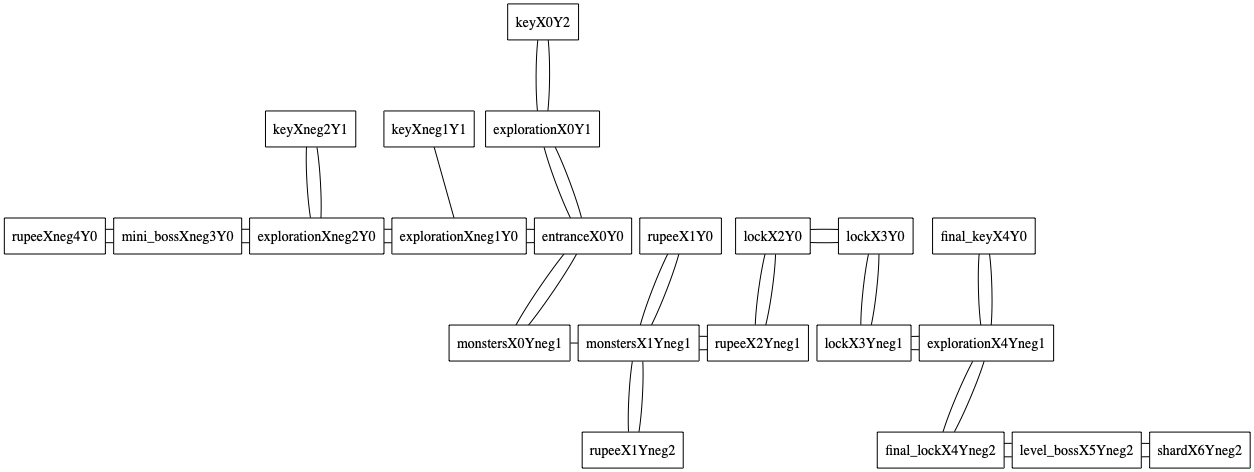 keyX0Y2
keyXneg2Y1
keyXneg1Y1
explorationX0Y1
rupeeXneg4Y0
mini_bossXneg3Y0
explorationXneg2Y0
explorationXneg1Y0
entranceX0Y0
rupeeX1Y0
lockX2Y0
lockX3Y0
final_keyX4Y0
monstersX0Yneg1
monstersX1Yneg1
rupeeX2Yneg1
lockX3Yneg1
explorationX4Yneg1
rupeeX1Yneg2
final_lockX4Yneg2
level_bossX5Yneg2
shardX6Yneg2